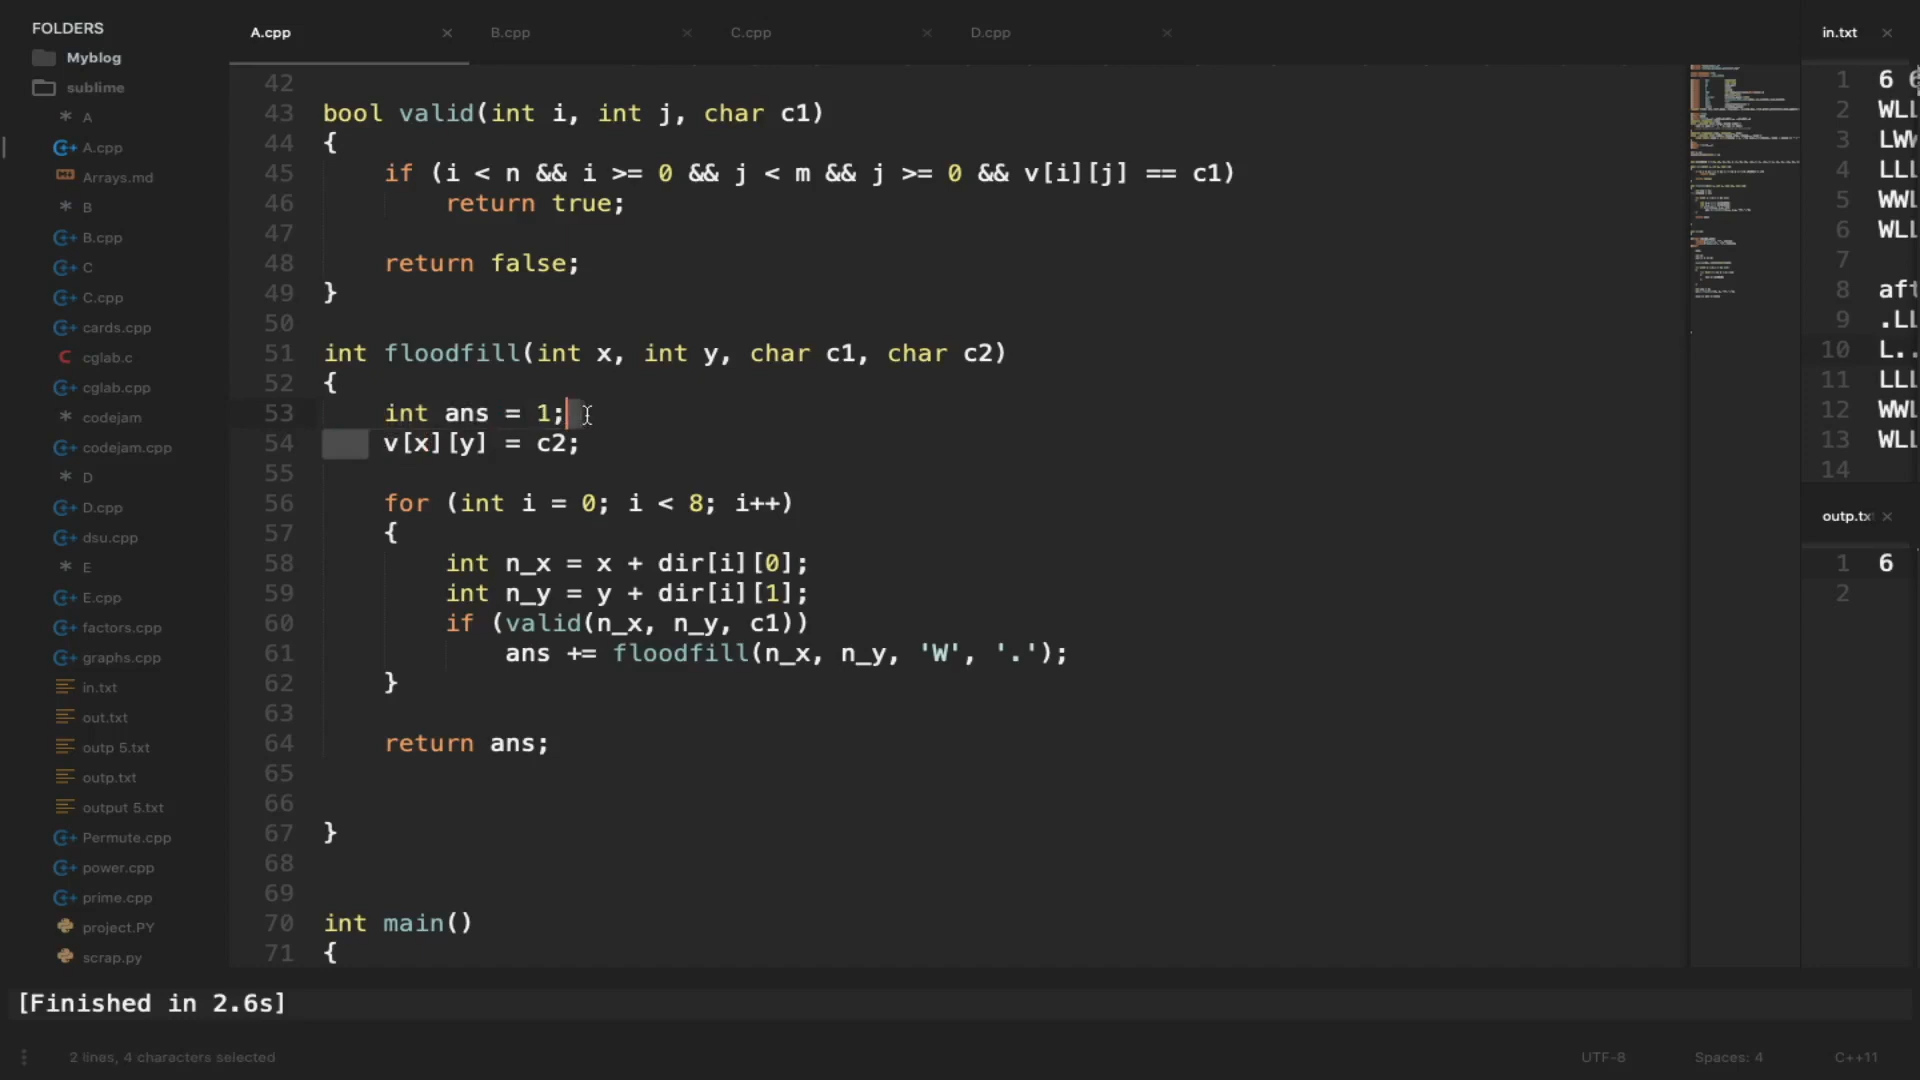 FOLDERS
Myblog
sublime
* A
A.cpp
Arrays.md
* B
B.cpp
C
C.cpp
cards.cpp
cglab.c
cglab.cpp
* codejam
codejam.cpp
* D
D.cpp
dsu.cpp
* E
E.cpp
factors.cpp
graphs.cpp
in.txt
out.txt
outp 5.txt
outp.txt
output 5.txt
Permute.cpp
power.cpp
prime.cpp
project.PY
scrap.py
A.cpp × B.cpp × C.cpp × D.cpp ×
42
43 bool valid(int i, int j, char c1)
44 {
45 if (i < n && i >= 0 && j < m && j >= 0 && v[i][j] == c1)
46 return true;
47
48 return false;
49 }
50
51 int floodfill(int x, int y, char c1, char c2)
52 {
53 int ans = 1;
54 v[x][y] = c2;
55
56 for (int i = 0; i < 8; i++)
57 {
58 int n_x = x + dir[i][0];
59 int n_y = y + dir[i][1];
60 if (valid(n_x, n_y, c1))
61 ans += floodfill(n_x, n_y, 'W', '.');
62 }
63
64 return ans;
65
66
67 }
68
69
70 int main()
71 {
in.txt ×
1 6
2 WLL
3 LWW
4 LLL
5 WWL
6 WLL
7
8 aft
9 .LL
10 L..
11 LLL
12 WWL
13 WLL
14
outp.tx ×
1 6
2
[Finished in 2.6s]
2 lines, 4 characters selected
UTF-8 Spaces: 4 C++11